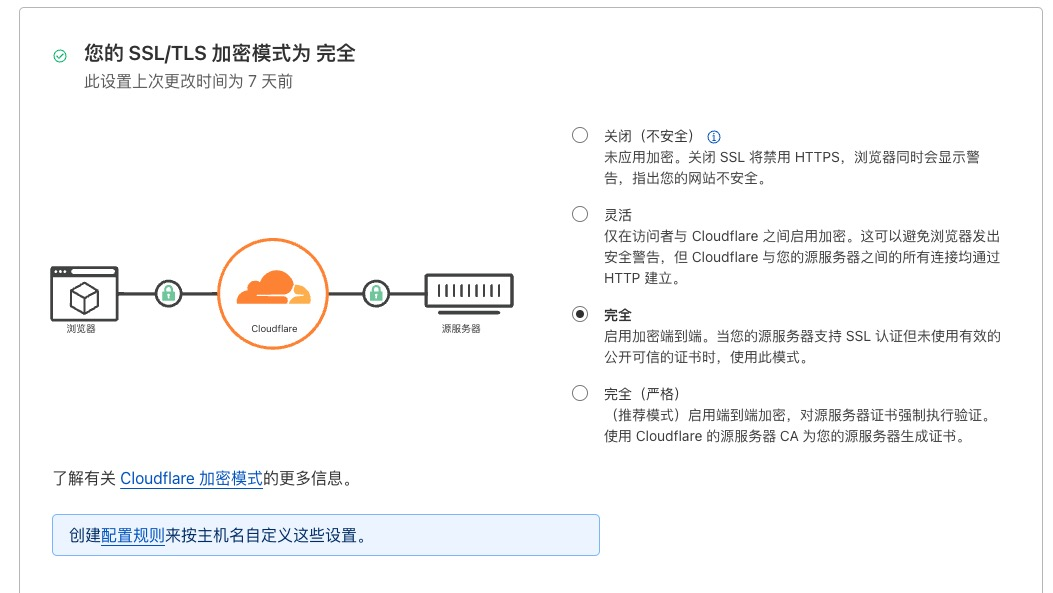 您的 SSL/TLS 加密模式为 完全
此设置上次更改时间为 7 天前
关闭（不安全）
未应用加密。关闭 SSL 将禁用 HTTPS，浏览器同时会显示警
告，指出您的网站不安全。
灵活
仅在访问者与 Cloudflare 之间启用加密。这可以避免浏览器发出
安全警告，但 Cloudflare 与您的源服务器之间的所有连接均通过
HTTP 建立。
浏览器
Cloudflare
源服务器
完全
启用加密端到端。当您的源服务器支持 SSL 认证但未使用有效的
公开可信的证书时，使用此模式。
完全（严格）
（推荐模式）启用端到端加密，对源服务器证书强制执行验证。
使用 Cloudflare 的源服务器 CA 为您的源服务器生成证书。
了解有关 Cloudflare 加密模式的更多信息。
创建配置规则来按主机名自定义这些设置。